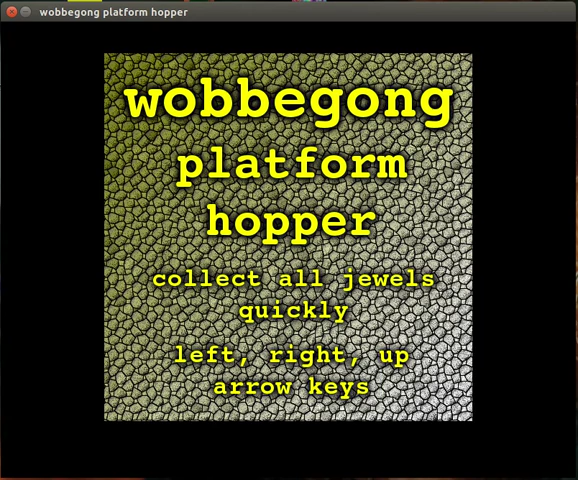 wobbegong platform hopper
wobbegong
platform
hopper
collect all jewels
quickly
left, right, up
arrow keys